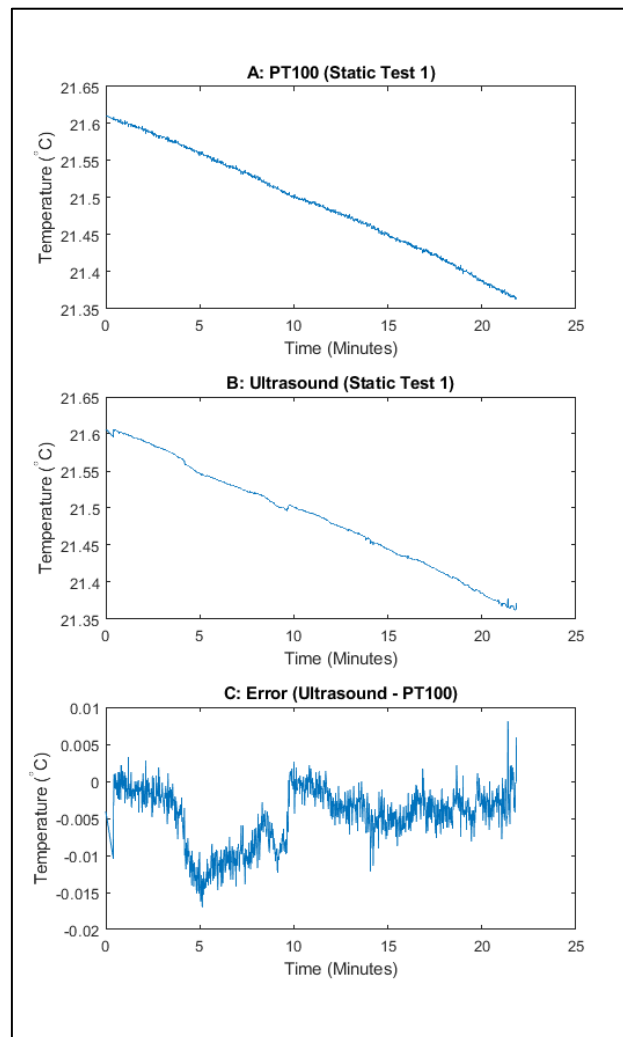 A: PT100 (Static Test 1)
21.65
21.6
21.55
21.5
21.45
21.4
21.35
Temperature (°C)
0 5 10 15 20 25
Time (Minutes)
B: Ultrasound (Static Test 1)
21.65
21.6
21.55
21.5
21.45
21.4
21.35
Temperature (°C)
0 5 10 15 20 25
Time (Minutes)
C: Error (Ultrasound - PT100)
0.01
0.005
0
-0.005
-0.01
-0.015
-0.02
Temperature (°C)
0 5 10 15 20 25
Time (Minutes)